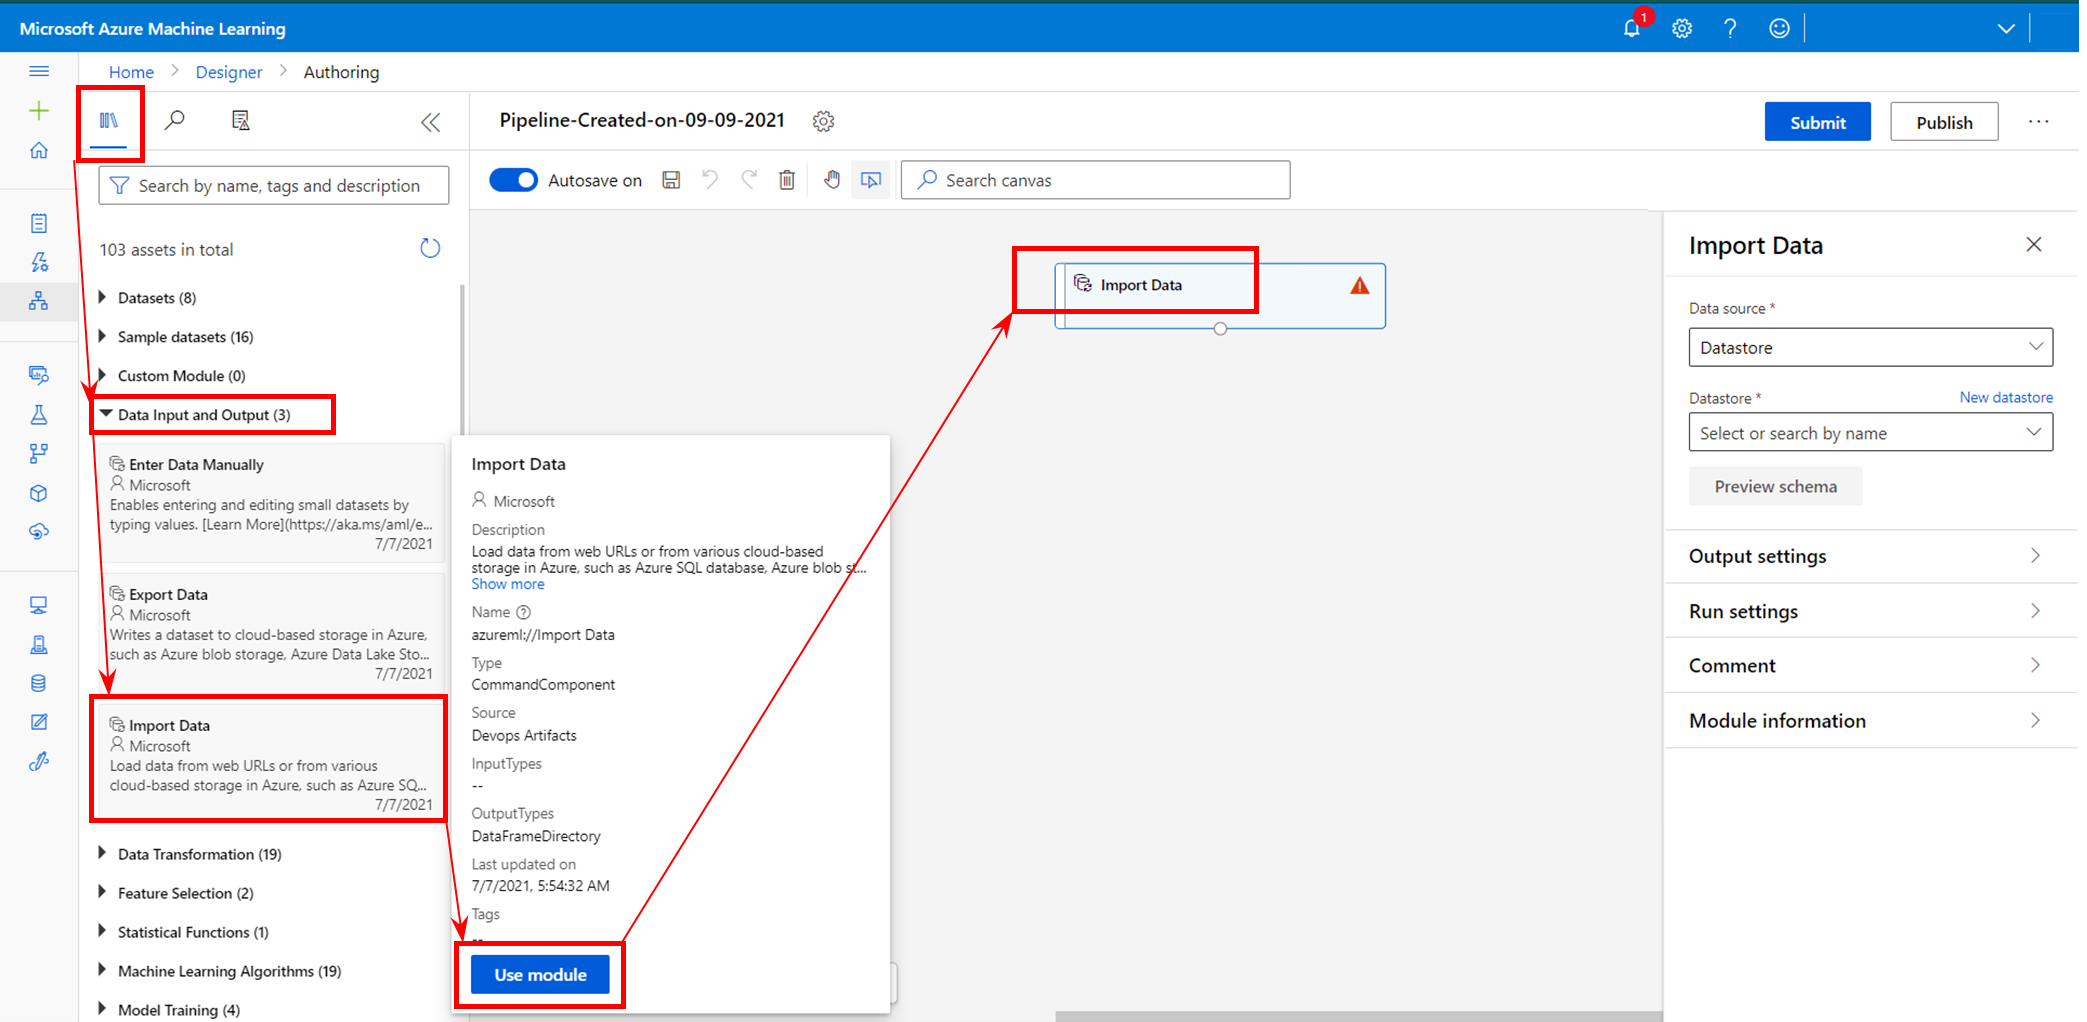 Microsoft Azure Machine Learning
1
Home
Designer
Authoring
Pipeline-Created-on-09-09-2021
Submit
Publish
Search by name, tags and description
Autosave on
Search canvas
103 assets in total
Datasets (8)
Sample datasets (16)
Custom Module (0)
Data Input and Output (3)
Enter Data Manually
Microsoft
Enables entering and editing small datasets by
typing values. [Learn More](https://aka.ms/aml/e...
7/7/2021
Export Data
Microsoft
Writes a dataset to cloud-based storage in Azure,
such as Azure blob storage, Azure Data Lake Sto...
7/7/2021
Import Data
Microsoft
Load data from web URLs or from various
cloud-based storage in Azure, such as Azure SQ...
7/7/2021
Data Transformation (19)
Feature Selection (2)
Statistical Functions (1)
Machine Learning Algorithms (19)
Model Training (4)
Import Data
Microsoft
Description
Load data from web URLs or from various cloud-based
storage in Azure, such as Azure SQL database, Azure blob st...
Show more
Name
azureml://Import Data
Type
CommandComponent
Source
Devops Artifacts
InputTypes
--
OutputTypes
DataFrameDirectory
Last updated on
7/7/2021, 5:54:32 AM
Tags
--
Use module
Import Data
Import Data
Data source *
Datastore
Datastore *
New datastore
Select or search by name
Preview schema
Output settings
Run settings
Comment
Module information